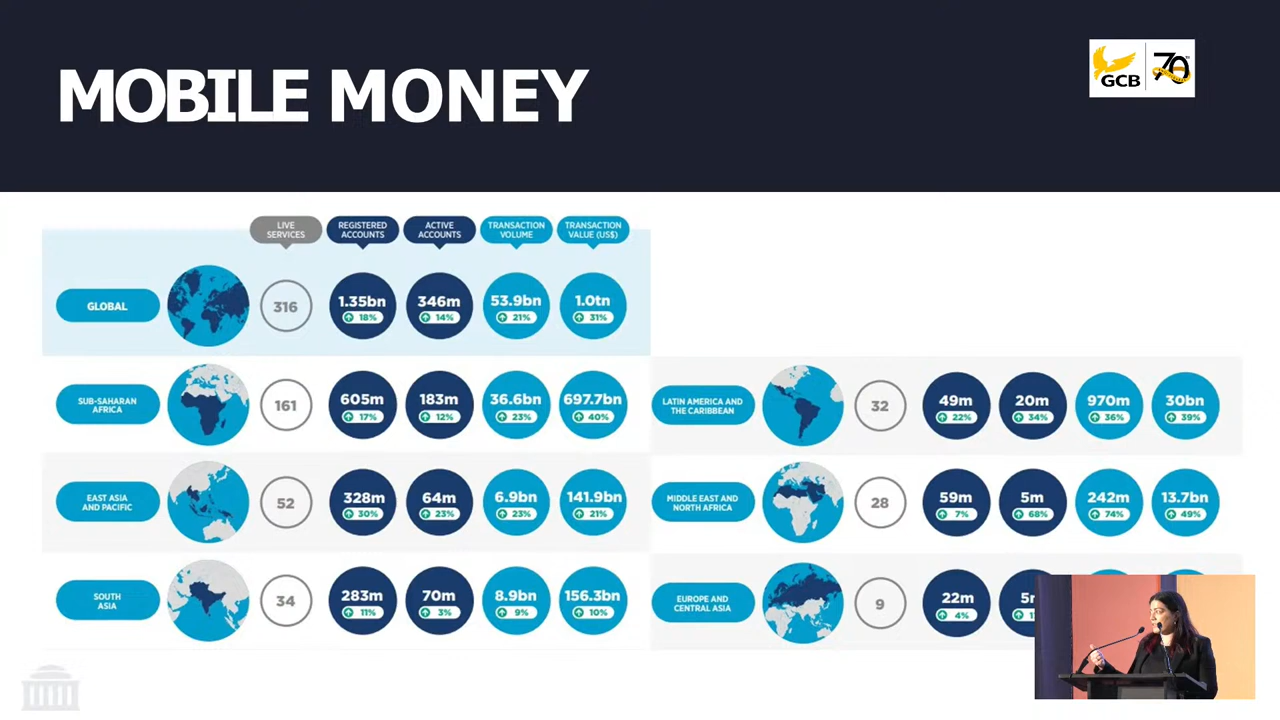 MOBILE MONEY
GCB
70
LIVE
SERVICES
REGISTERED
ACCOUNTS
ACTIVE
ACCOUNTS
TRANSACTION
VOLUME
TRANSACTION
VALUE (US$)
GLOBAL
316
1.35bn
18%
346m
14%
53.9bn
21%
1.0tn
31%
SUB-SAHARAN
AFRICA
161
605m
17%
183m
12%
36.6bn
23%
697.7bn
40%
EAST ASIA
AND PACIFIC
52
328m
30%
64m
23%
6.9bn
23%
141.9bn
21%
SOUTH
ASIA
34
283m
11%
70m
3%
8.9bn
9%
156.3bn
10%
LATIN AMERICA AND
THE CARIBBEAN
32
49m
22%
20m
34%
970m
36%
30bn
39%
MIDDLE EAST AND
NORTH AFRICA
28
59m
7%
5m
68%
242m
74%
13.7bn
49%
EUROPE AND
CENTRAL ASIA
9
22m
4%